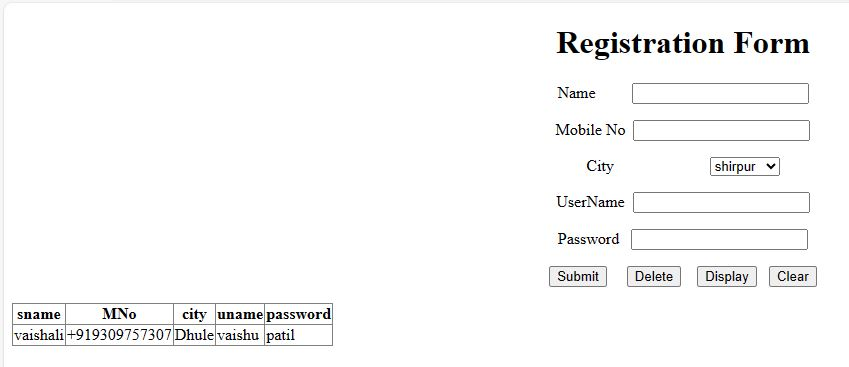 Registration Form
Name
Mobile No
City shirpur
UserName
Password
Submit Delete Display Clear
sname MNo city uname password
vaishali +919309757307 Dhule vaishu patil